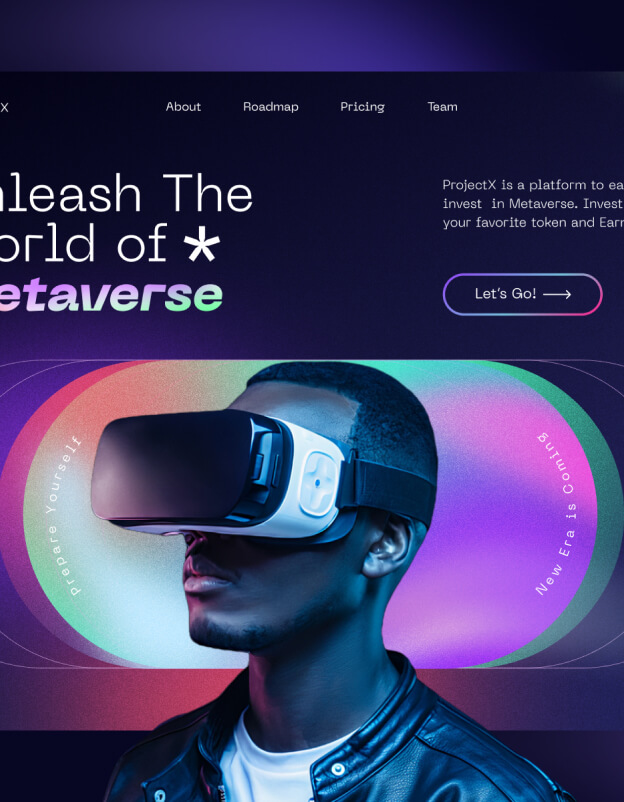 X
About Roadmap Pricing Team
nleash The
orld of *
etaverse
ProjectX is a platform to ea
invest in Metaverse. Invest
your favorite token and Earn
Let's Go!
Prepare Yourself
New Era is Coming